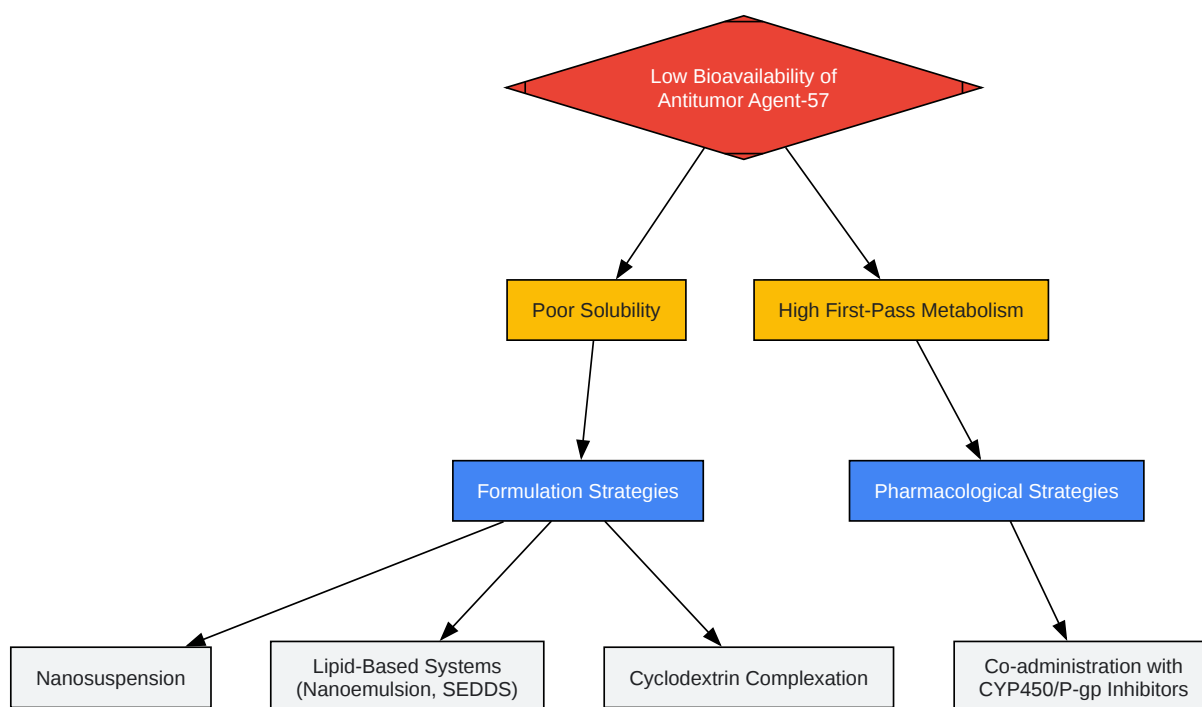 Low Bioavailability of
Antitumor Agent-57
Poor Solubility
High First-Pass Metabolism
Formulation Strategies
Pharmacological Strategies
Nanosuspension
Lipid-Based Systems
(Nanoemulsion, SEDDS)
Cyclodextrin Complexation
Co-administration with
CYP450/P-gp Inhibitors